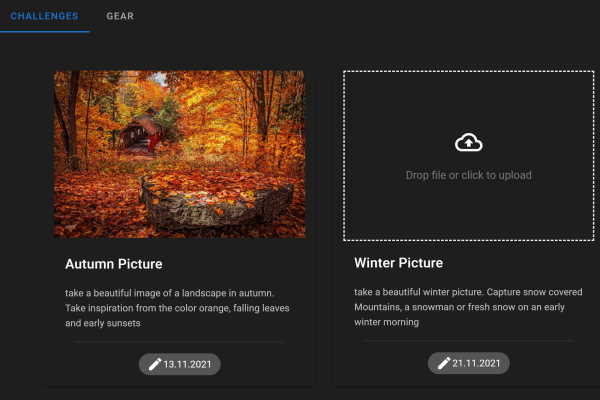 CHALLENGES GEAR
Drop file or click to upload
Autumn Picture
take a beautiful image of a landscape in autumn.
Take inspiration from the color orange, falling leaves
and early sunsets
13.11.2021
Winter Picture
take a beautiful winter picture. Capture snow covered
Mountains, a snowman or fresh snow on an early
winter morning
21.11.2021